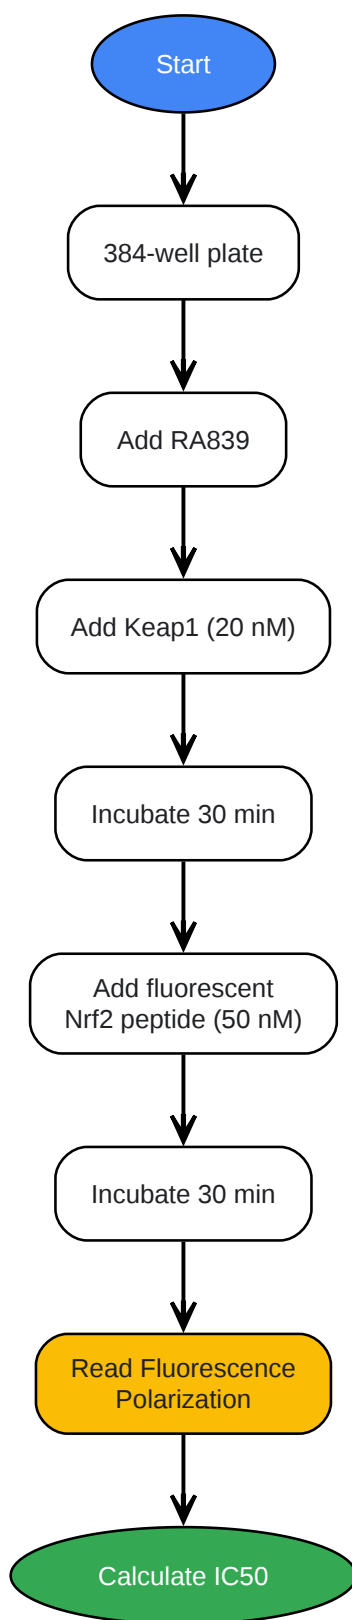 Start
384-well plate
Add RA839
Add Keap1 (20 nM)
Incubate 30 min
Add fluorescent
Nrf2 peptide (50 nM)
Incubate 30 min
Read Fluorescence
Polarization
Calculate IC50